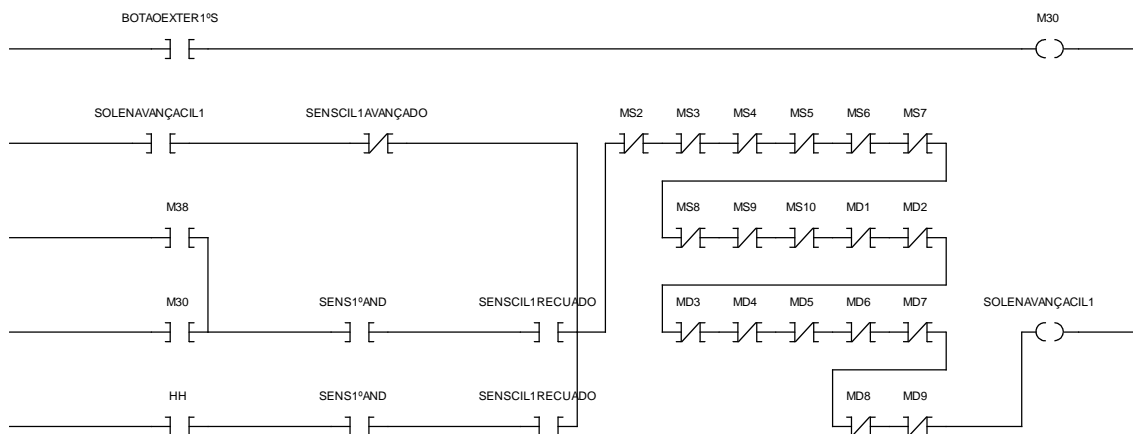 BOTAOEXTER1ºS M30
SOLENAVANÇACIL1 SENSCIL1AVANÇADO MS2 MS3 MS4 MS5 MS6 MS7
M38 MS8 MS9 MS10 MD1 MD2
M30 SENS1ºAND SENSCIL1RECUADO MD3 MD4 MD5 MD6 MD7 SOLENAVANÇACIL1
HH SENS1ºAND SENSCIL1RECUADO MD8 MD9